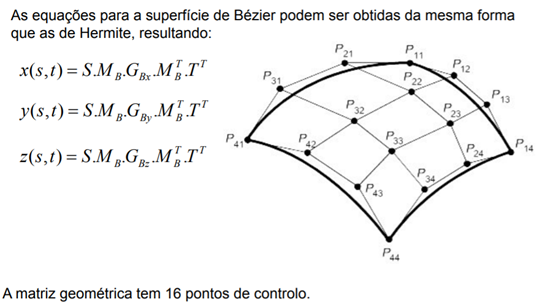 As equações para a superfície de Bézier podem ser obtidas da mesma forma
que as de Hermite, resultando:
x(s,t) = S.M_B.G_Bx.M_B^T.T^T
y(s,t) = S.M_B.G_By.M_B^T.T^T
z(s,t) = S.M_B.G_Bz.M_B^T.T^T
P21
P11
P12
P31
P22
P13
P32
P23
P41
P42
P33
P14
P24
P34
P43
P44
A matriz geométrica tem 16 pontos de controlo.